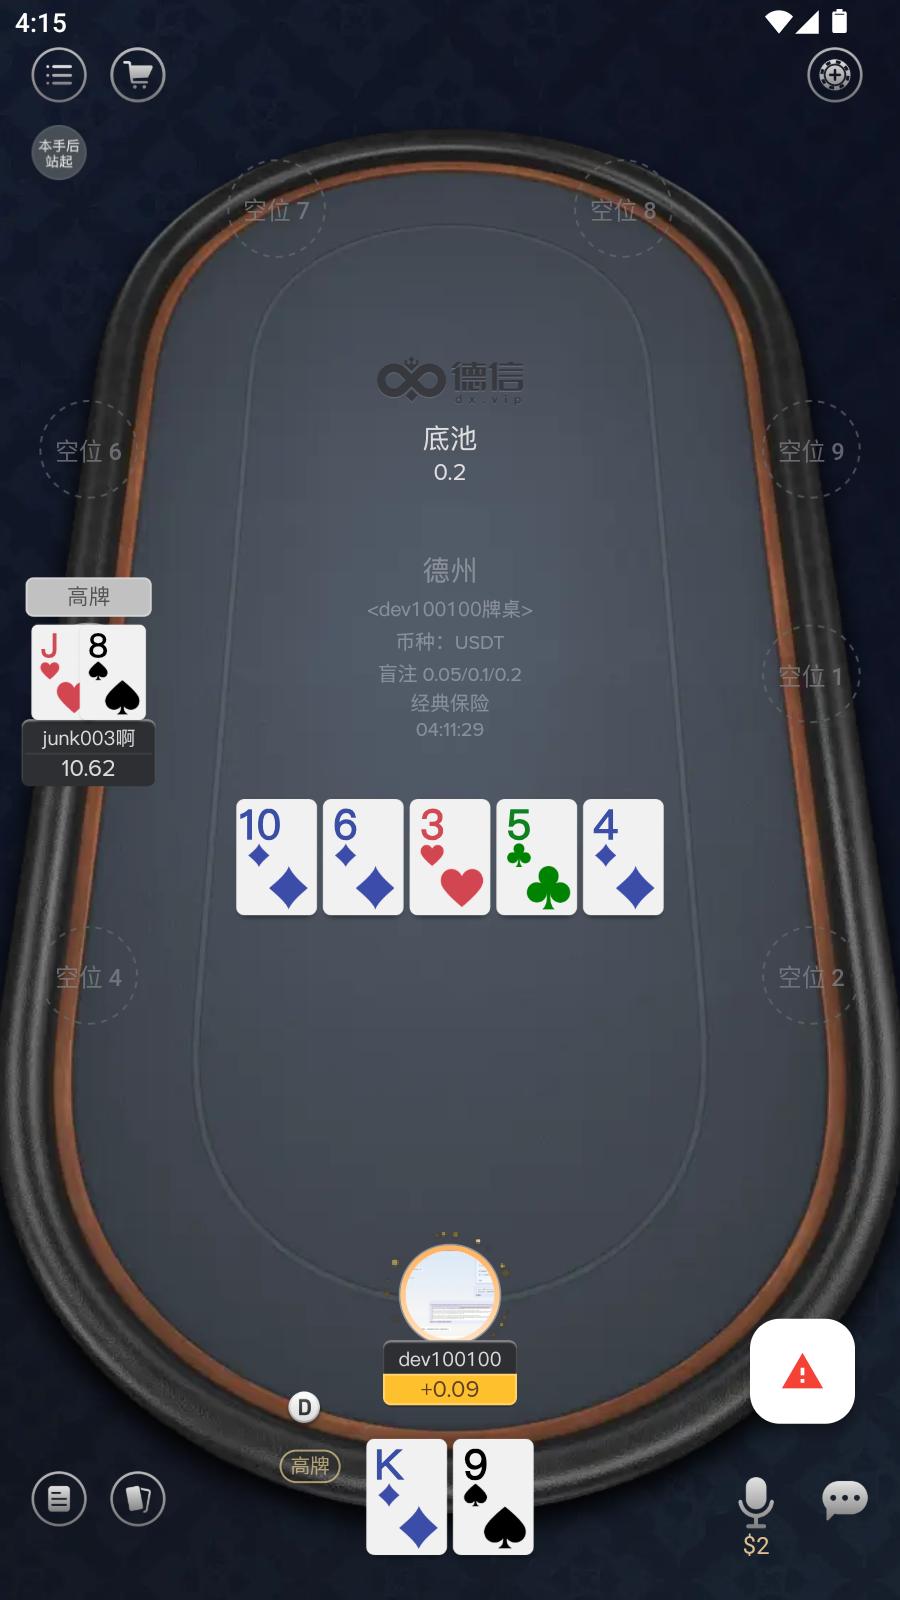 4:15
本手后
站起
空位 7
空位 8
德信
dx.vip
底池
0.2
空位 6
空位 9
德州
<dev100100牌桌>
币种：USDT
盲注 0.05/0.1/0.2
经典保险
04:11:29
高牌
J
8
junk003啊
10.62
空位 1
10
6
3
5
4
空位 4
空位 2
dev100100
+0.09
D
高牌
K
9
$2